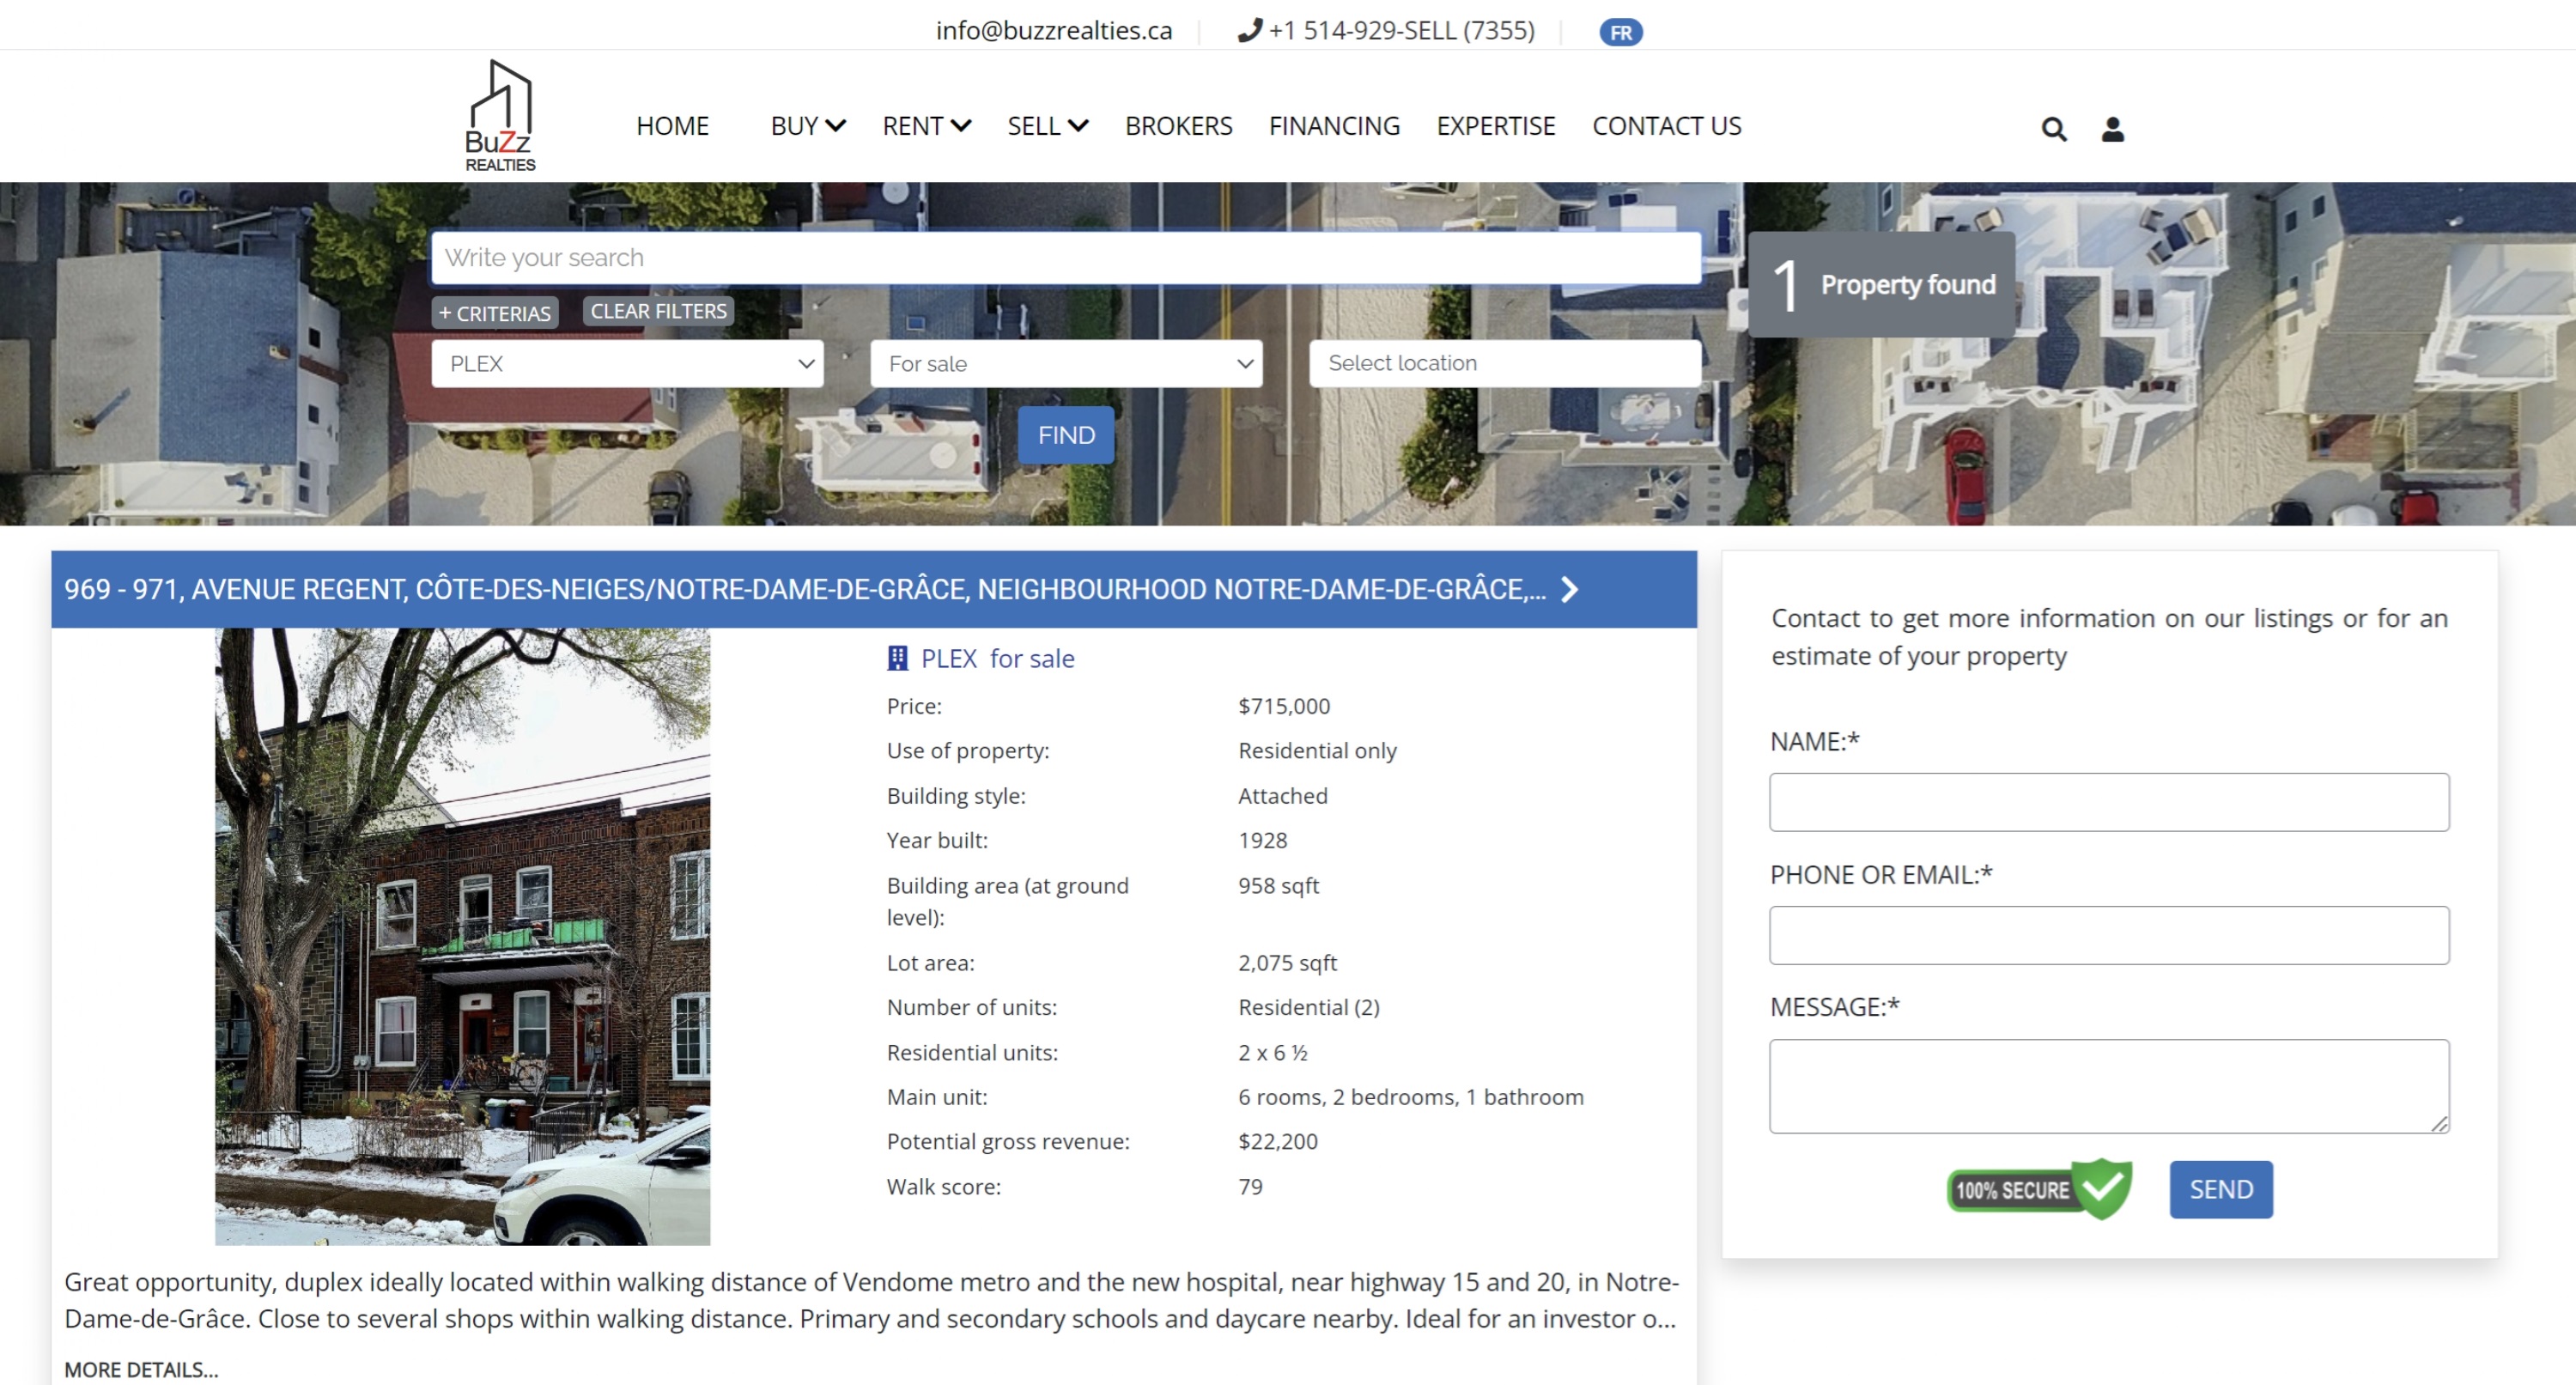 info@buzzrealties.ca
+1 514-929-SELL (7355)
FR
BuZz
REALTIES
HOME
BUY
RENT
SELL
BROKERS
FINANCING
EXPERTISE
CONTACT US
Write your search
1 Property found
+ CRITERIAS
CLEAR FILTERS
PLEX
For sale
Select location
FIND
969 - 971, AVENUE REGENT, CÔTE-DES-NEIGES/NOTRE-DAME-DE-GRÂCE, NEIGHBOURHOOD NOTRE-DAME-DE-GRÂCE,...
PLEX for sale
Price: $715,000
Use of property: Residential only
Building style: Attached
Year built: 1928
Building area (at ground 958 sqft
level):
Lot area: 2,075 sqft
Number of units: Residential (2)
Residential units: 2 x 6 ½
Main unit: 6 rooms, 2 bedrooms, 1 bathroom
Potential gross revenue: $22,200
Walk score: 79
Great opportunity, duplex ideally located within walking distance of Vendome metro and the new hospital, near highway 15 and 20, in Notre-
Dame-de-Grâce. Close to several shops within walking distance. Primary and secondary schools and daycare nearby. Ideal for an investor o...
MORE DETAILS...
Contact to get more information on our listings or for an
estimate of your property
NAME:*
PHONE OR EMAIL:*
MESSAGE:*
100% SECURE
SEND